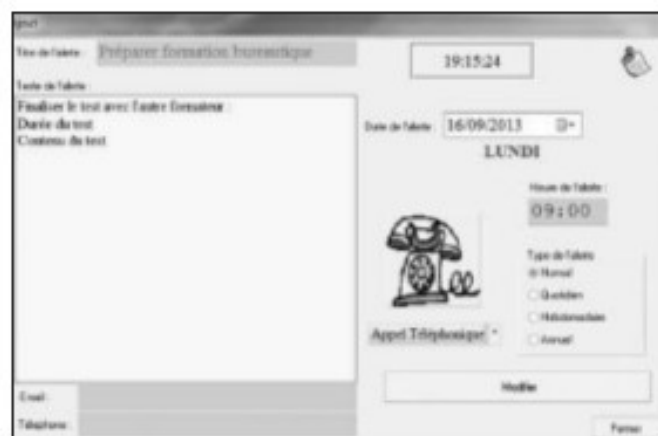 Titre de l'alerte : Préparer formation bureautique
19:15:24
Texte de l'alerte
Finaliser le test avec l'autre formateur :
Durée du test
Contenu du test
Date de l'alerte : 16/09/2013
LUNDI
Heure de l'alerte :
09:00
Type de l'alerte
Normal
Quotidien
Hebdomadaire
Annuel
Appel Téléphonique
Modifier
Email :
Téléphone :
Fermer